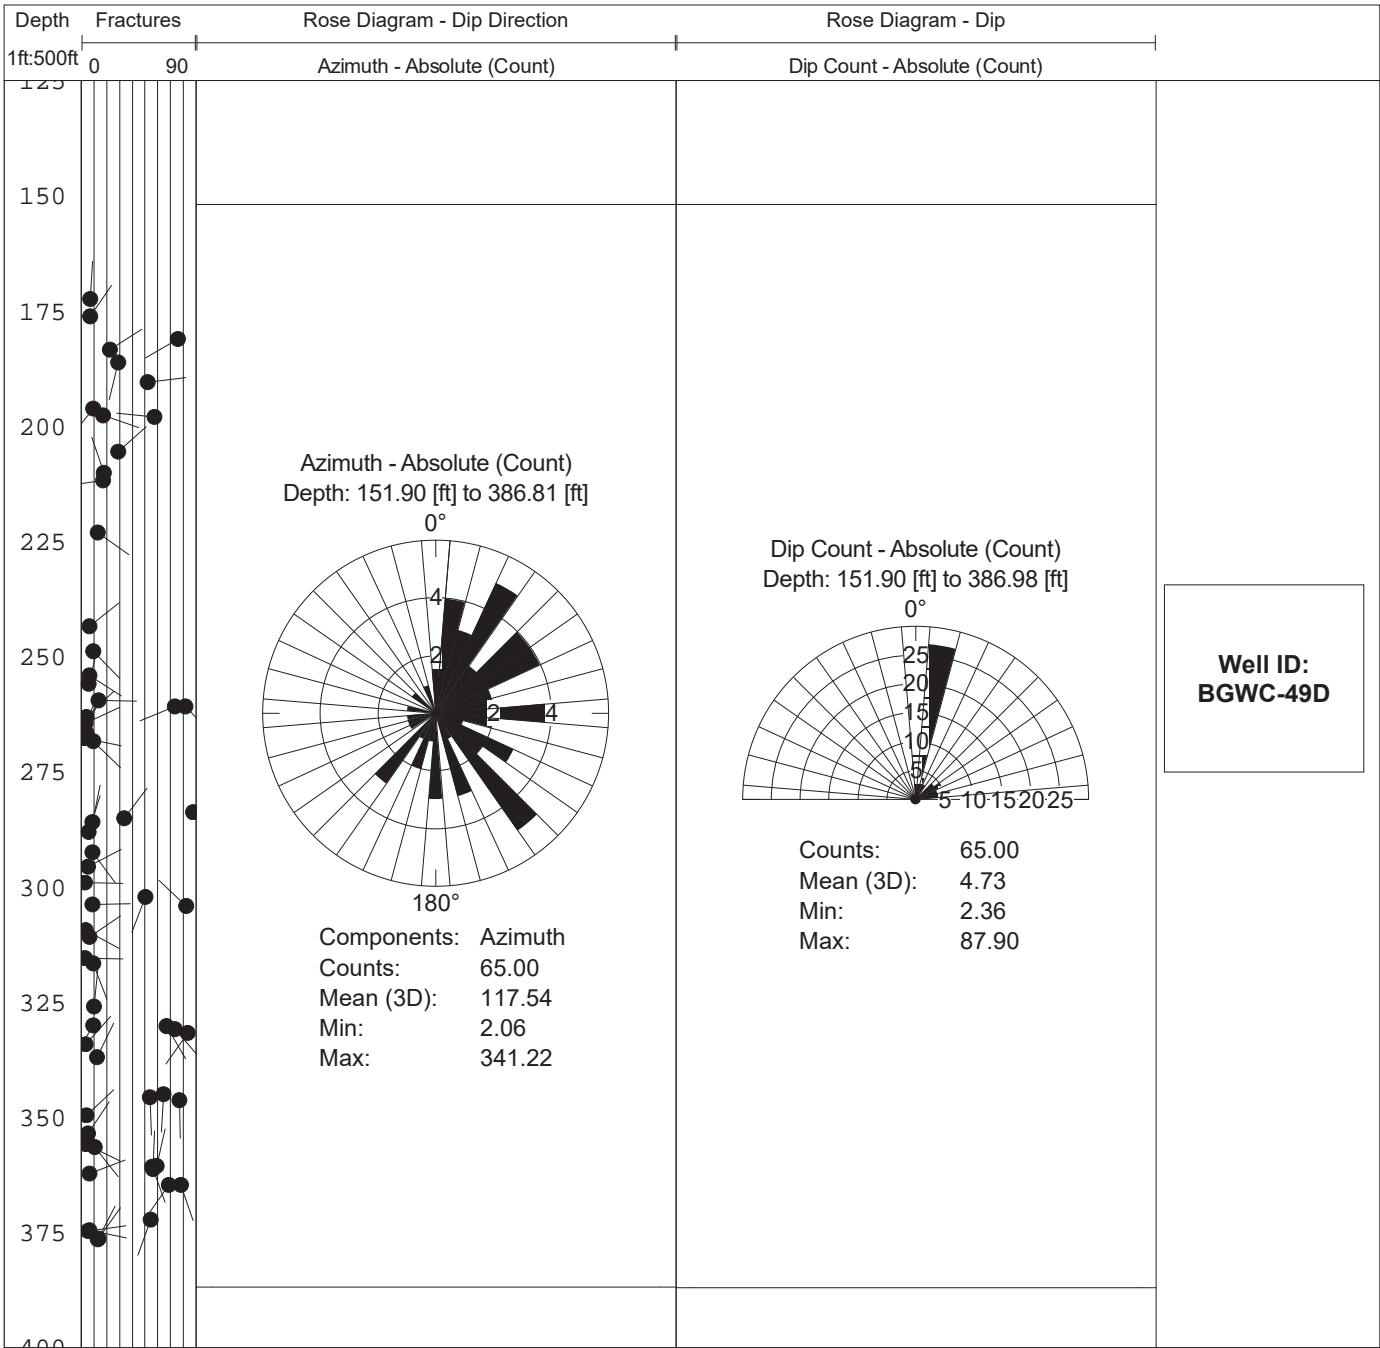 Depth Fractures Rose Diagram - Dip Direction Rose Diagram - Dip
1ft:500ft 0 90 Azimuth - Absolute (Count) Dip Count - Absolute (Count)
125
150
175
200
225
250
275
300
325
350
375
400
Azimuth - Absolute (Count)
Depth: 151.90 [ft] to 386.81 [ft]
0°
4
2
2 4
180°
Components: Azimuth
Counts: 65.00
Mean (3D): 117.54
Min: 2.06
Max: 341.22
Dip Count - Absolute (Count)
Depth: 151.90 [ft] to 386.98 [ft]
0°
25
20
15
10
5
5 10 15 20 25
Counts: 65.00
Mean (3D): 4.73
Min: 2.36
Max: 87.90
Well ID:
BGWC-49D